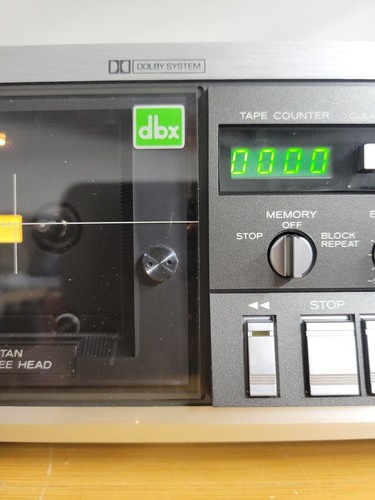 DOLBY SYSTEM
dbx
TAPE COUNTER
0000
MEMORY
OFF
STOP
BLOCK
REPEAT
◀◀
STOP
TAN
EE HEAD